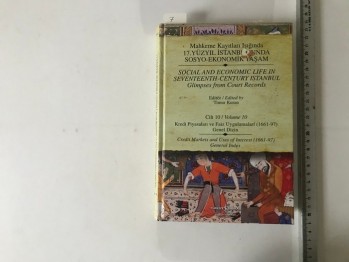 7
Mahkeme Kayıtları Işığında
17. YÜZYIL İSTANBUL'UNDA
SOSYO-EKONOMİK YAŞAM
SOCIAL AND ECONOMIC LIFE IN
SEVENTEENTH-CENTURY ISTANBUL
Glimpses from Court Records
Editör / Edited by
Timur Kuran
Cilt 10 / Volume 10
Kredi Piyasaları ve Faiz Uygulamaları (1661-97)
Genel Dizin
Credit Markets and Uses of Interest (1661-97)
General Index